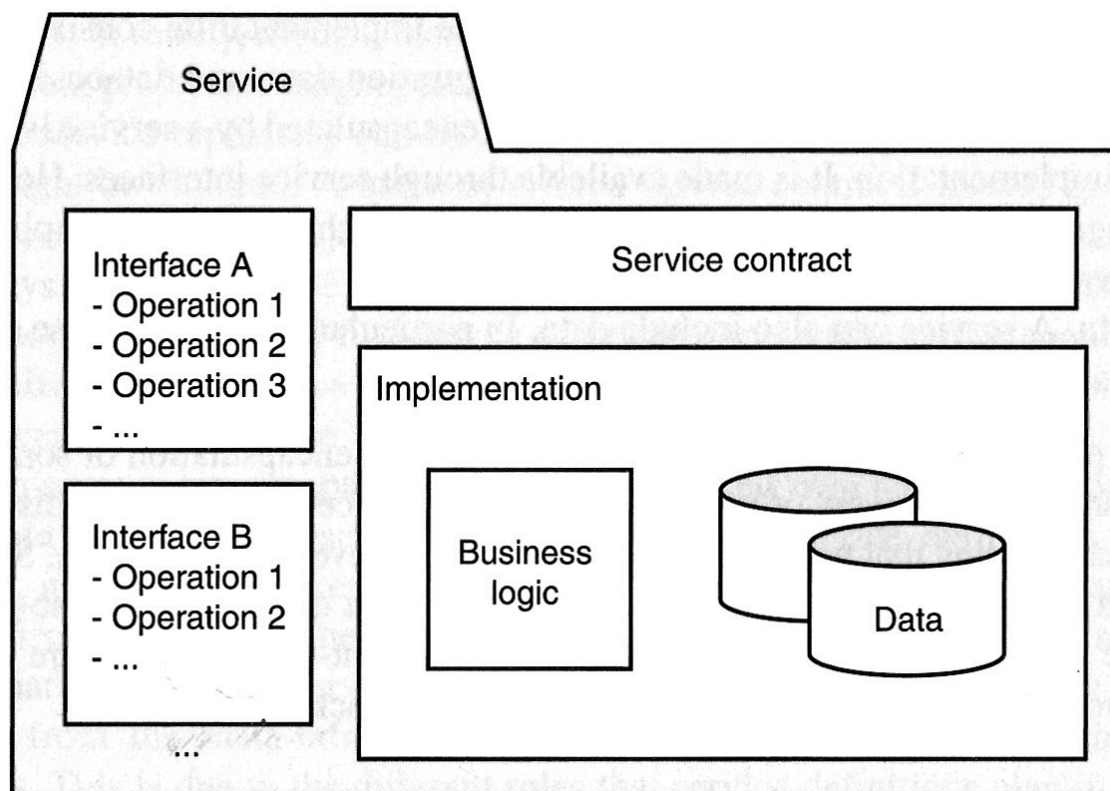 Service
Interface A
- Operation 1
- Operation 2
- Operation 3
- ...
Interface B
- Operation 1
- Operation 2
- ...
...
Service contract
Implementation
Business
logic
Data